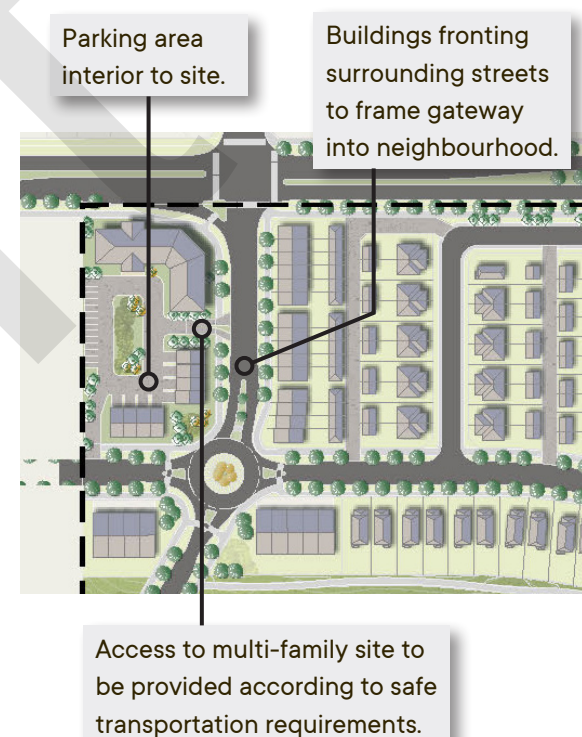 Parking area
interior to site.
Buildings fronting
surrounding streets
to frame gateway
into neighbourhood.
Access to multi-family site to
be provided according to safe
transportation requirements.